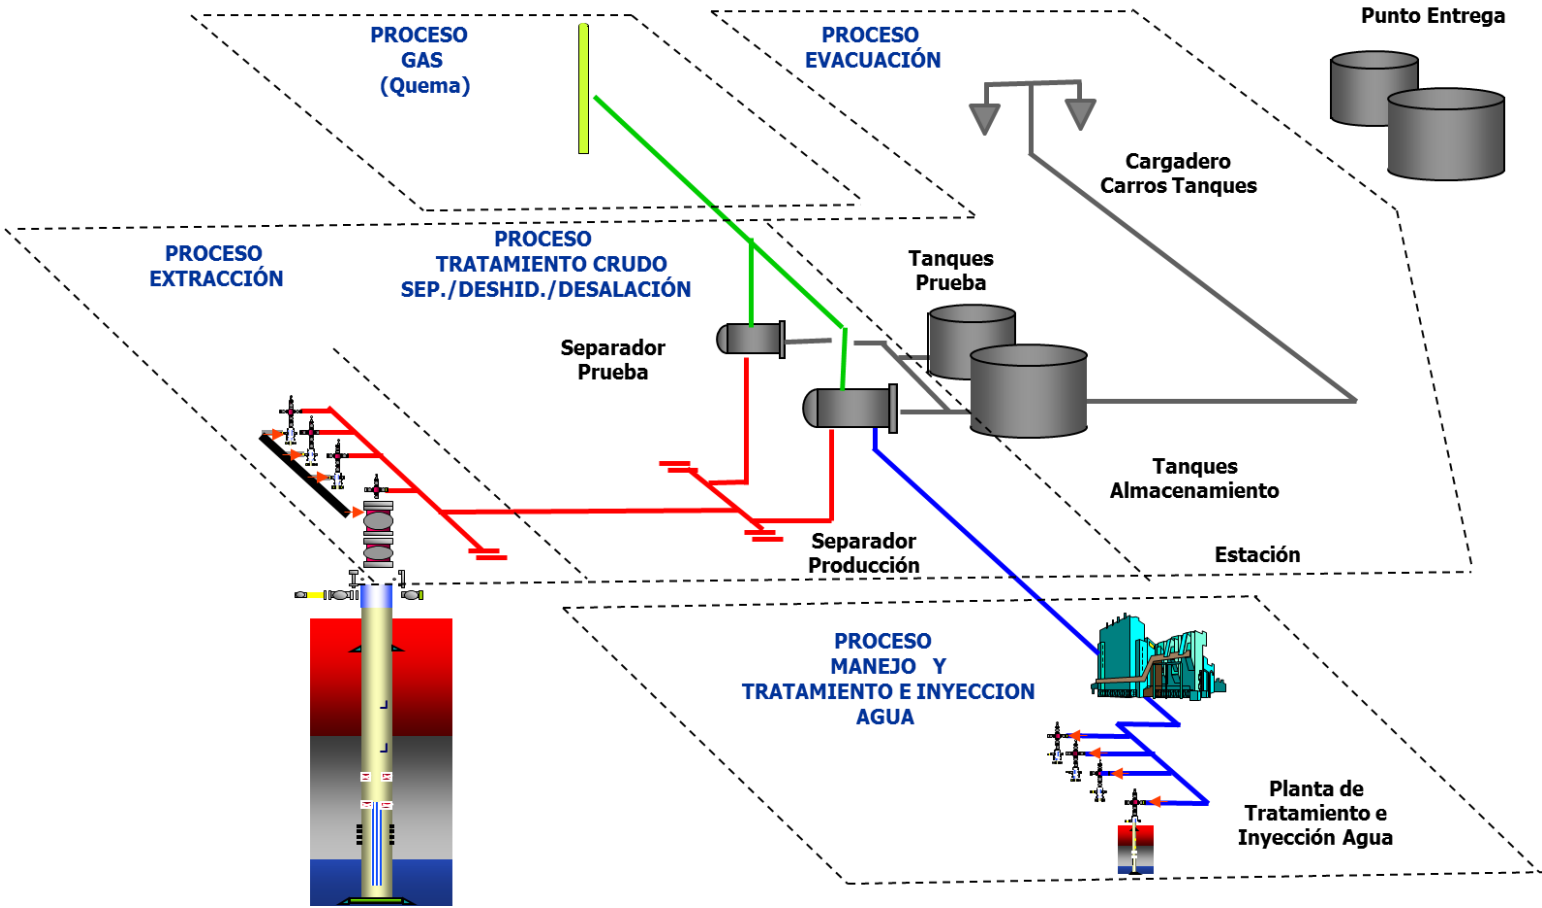 PROCESO
GAS
(Quema)
PROCESO
EVACUACIÓN
Punto Entrega
Cargadero
Carros Tanques
PROCESO
EXTRACCIÓN
PROCESO
TRATAMIENTO CRUDO
SEP./DESHID./DESALACIÓN
Tanques
Prueba
Separador
Prueba
Tanques
Almacenamiento
Separador
Producción
Estación
PROCESO
MANEJO Y
TRATAMIENTO E INYECCION
AGUA
Planta de
Tratamiento e
Inyección Agua